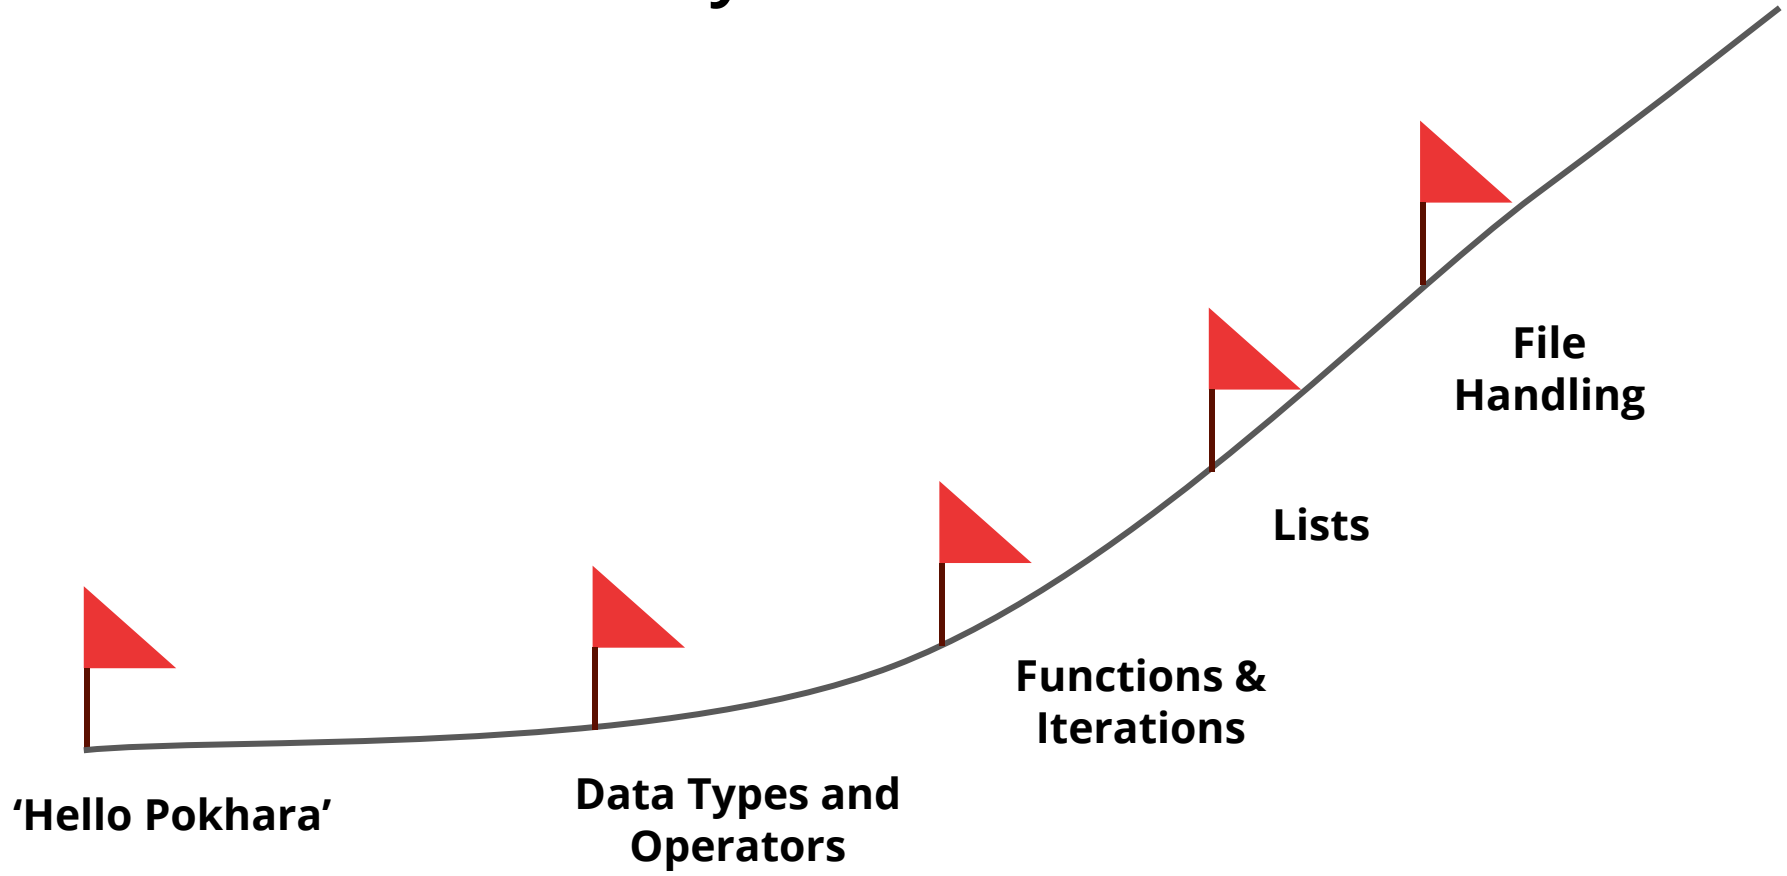 ‘Hello Pokhara’
Data Types and
Operators
Functions &
Iterations
Lists
File
Handling